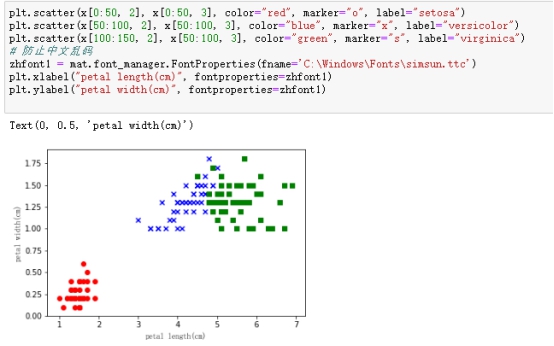 plt.scatter(x[0:50, 2], x[0:50, 3], color="red", marker="o", label="setosa")
plt.scatter(x[50:100, 2], x[50:100, 3], color="blue", marker="x", label="versicolor")
plt.scatter(x[100:150, 2], x[50:100, 3], color="green", marker="s", label="virginica")
# 防止中文乱码
zhfont1 = mat.font_manager.FontProperties(fname='C:\Windows\Fonts\simsun.ttc')
plt.xlabel("petal length(cm)", fontproperties=zhfont1)
plt.ylabel("petal width(cm)", fontproperties=zhfont1)
Text(0, 0.5, 'petal width(cm)')
1.75
1.50
1.25
1.00
0.75
0.50
0.25
0.00
petal width(cm)
1 2 3 4 5 6 7
petal length(cm)